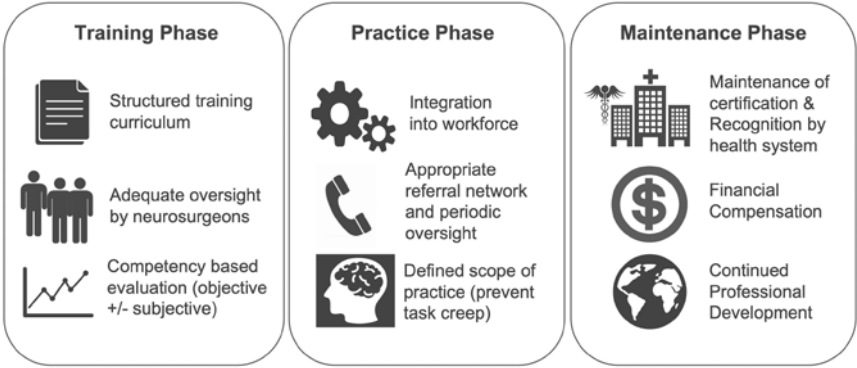 Training Phase
Structured training
curriculum
Adequate oversight
by neurosurgeons
Competency based
evaluation (objective
+/- subjective)
Practice Phase
Integration
into workforce
Appropriate
referral network
and periodic
oversight
Defined scope of
practice (prevent
task creep)
Maintenance Phase
Maintenance of
certification &
Recognition by
health system
$
Financial
Compensation
Continued
Professional
Development